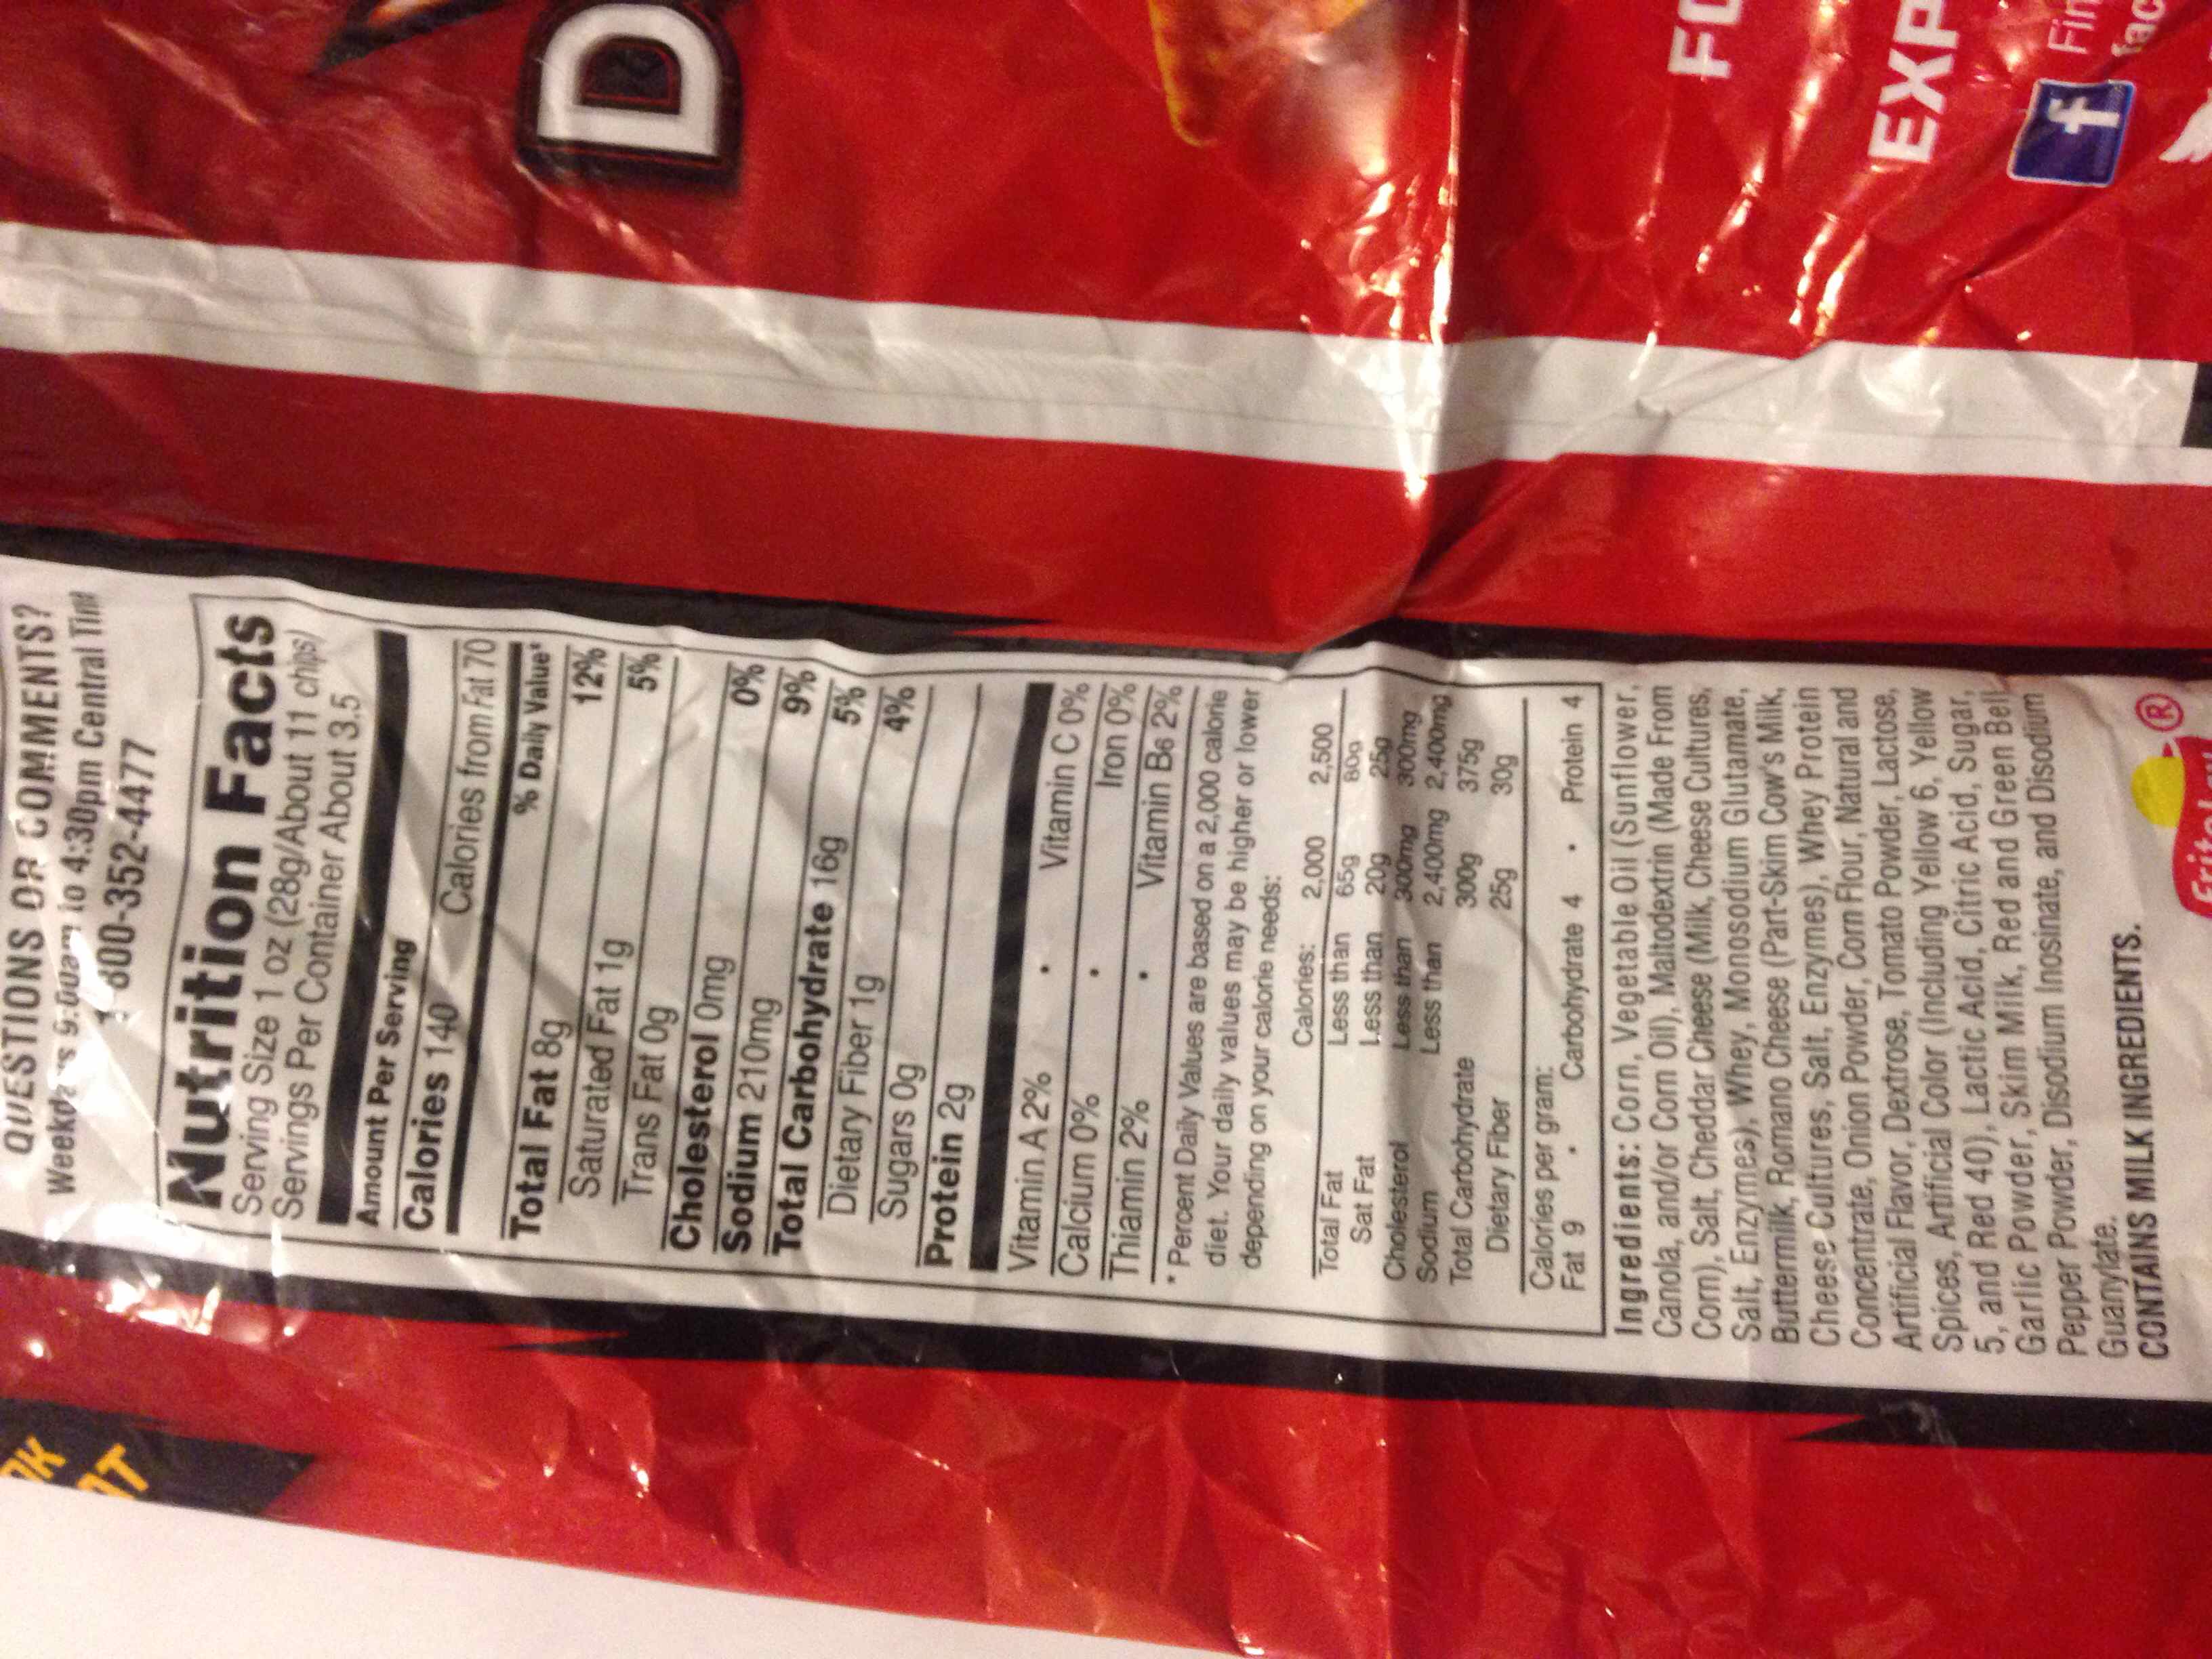 OK
AT
QUESTIONS OR COMMENTS?
Weekdays 9:00am to 4:30pm Central Time
1-800-352-4477
Nutrition Facts
Serving Size 1 oz (28g/About 11 chips)
Servings Per Container About 3.5
Amount Per Serving
Calories 140 Calories from Fat 70
% Daily Value*
Total Fat 8g 12%
Saturated Fat 1g 5%
Trans Fat 0g
Cholesterol 0mg 0%
Sodium 210mg 9%
Total Carbohydrate 16g 5%
Dietary Fiber 1g 4%
Sugars 0g
Protein 2g
Vitamin A 2% • Vitamin C 0%
Calcium 0% • Iron 0%
Thiamin 2% • Vitamin B6 2%
* Percent Daily Values are based on a 2,000 calorie
diet. Your daily values may be higher or lower
depending on your calorie needs:
Calories: 2,000 2,500
Total Fat Less than 65g 80g
Sat Fat Less than 20g 25g
Cholesterol Less than 300mg 300mg
Sodium Less than 2,400mg 2,400mg
Total Carbohydrate 300g 375g
Dietary Fiber 25g 30g
Calories per gram:
Fat 9 • Carbohydrate 4 • Protein 4
Ingredients: Corn, Vegetable Oil (Sunflower,
Canola, and/or Corn Oil), Maltodextrin (Made From
Corn), Salt, Cheddar Cheese (Milk, Cheese Cultures,
Salt, Enzymes), Whey, Monosodium Glutamate,
Buttermilk, Romano Cheese (Part-Skim Cow's Milk,
Cheese Cultures, Salt, Enzymes), Whey Protein
Concentrate, Onion Powder, Corn Flour, Natural and
Artificial Flavor, Dextrose, Tomato Powder, Lactose,
Spices, Artificial Color (Including Yellow 6, Yellow
5, and Red 40), Lactic Acid, Citric Acid, Sugar,
Garlic Powder, Skim Milk, Red and Green Bell
Pepper Powder, Disodium Inosinate, and Disodium
Guanylate.
CONTAINS MILK INGREDIENTS.
FritoLay ®
D
FO
EXP
f Fin
fac